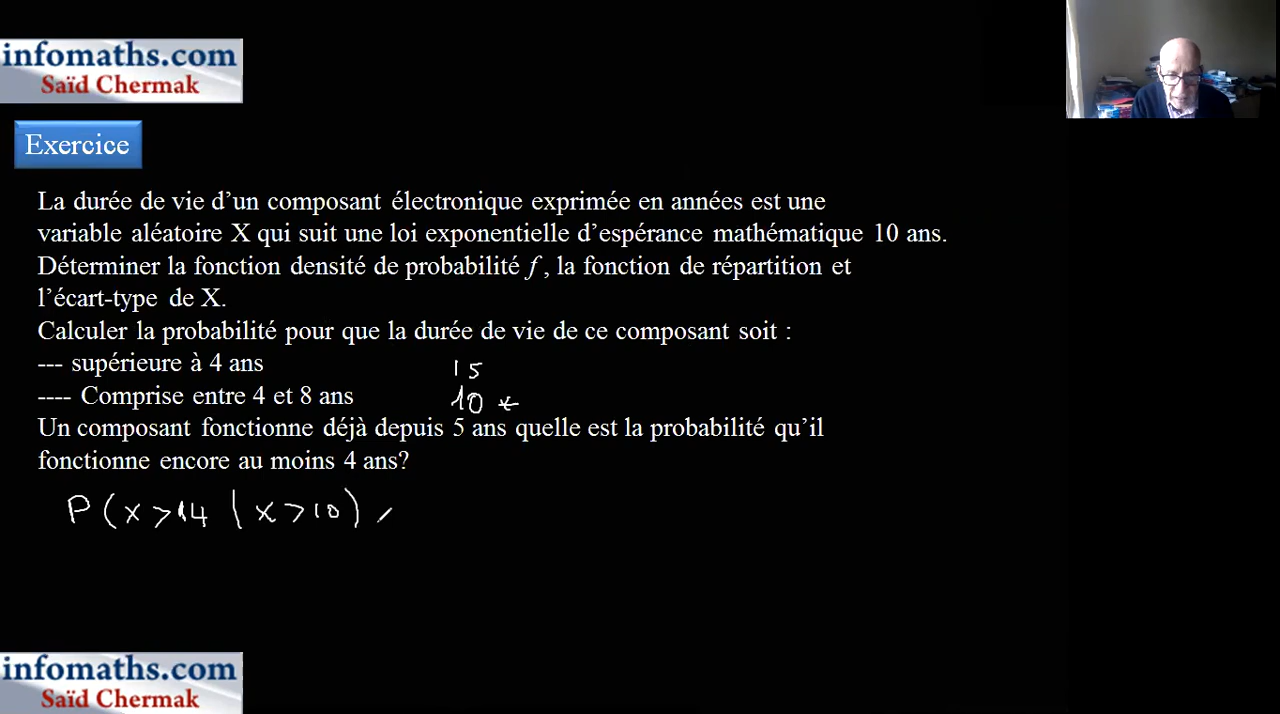 infomaths.com
Saïd Chermak
Exercice
La durée de vie d’un composant électronique exprimée en années est une
variable aléatoire X qui suit une loi exponentielle d’espérance mathématique 10 ans.
Déterminer la fonction densité de probabilité f , la fonction de répartition et
l’écart-type de X.
Calculer la probabilité pour que la durée de vie de ce composant soit :
--- supérieure à 4 ans
15
---- Comprise entre 4 et 8 ans
10 ←
Un composant fonctionne déjà depuis 5 ans quelle est la probabilité qu’il
fonctionne encore au moins 4 ans?
P(x>14 | x>10)
infomaths.com
Saïd Chermak